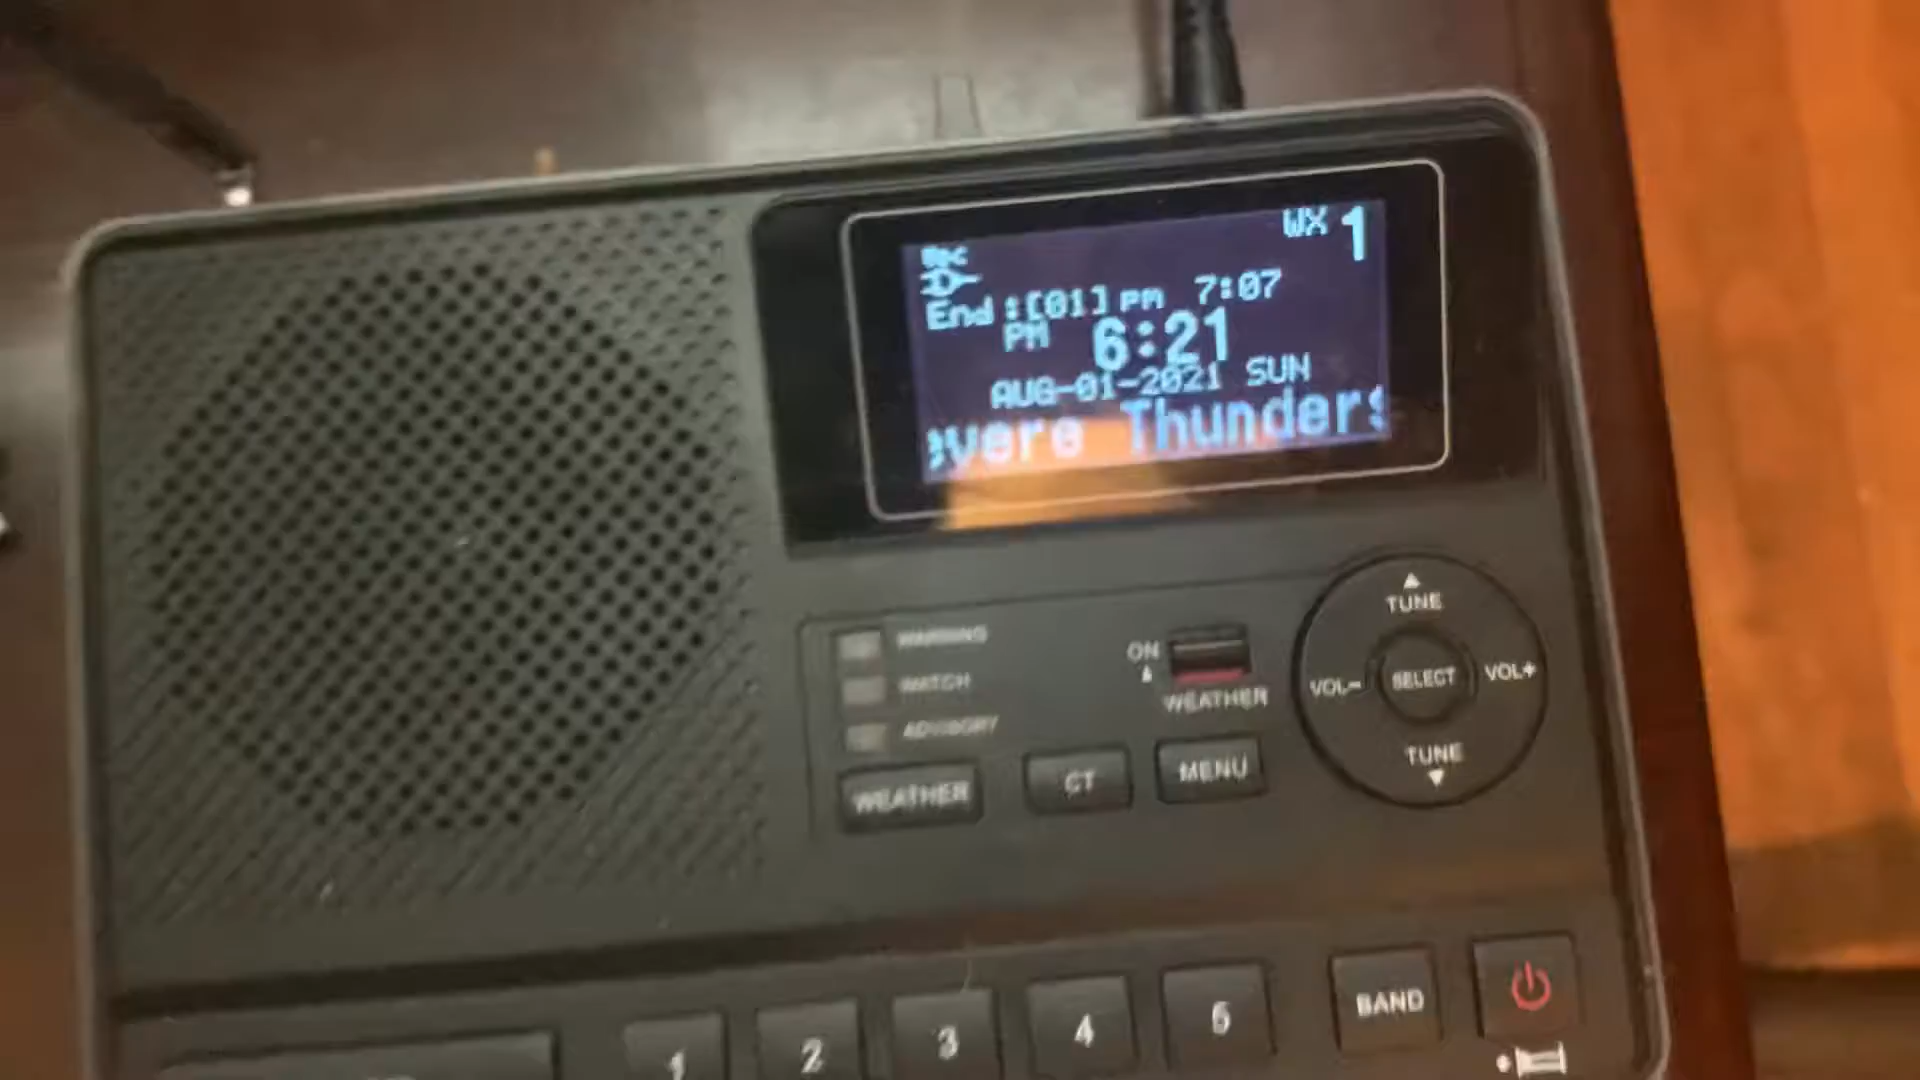 WX 1
End:[01] PM 7:07
PM 6:21
AUG-01-2021 SUN
evere Thunders
WARNING
WATCH
ADVISORY
ON
WEATHER
WEATHER
CT
MENU
TUNE
VOL-
SELECT
VOL+
TUNE
1
2
3
4
5
BAND